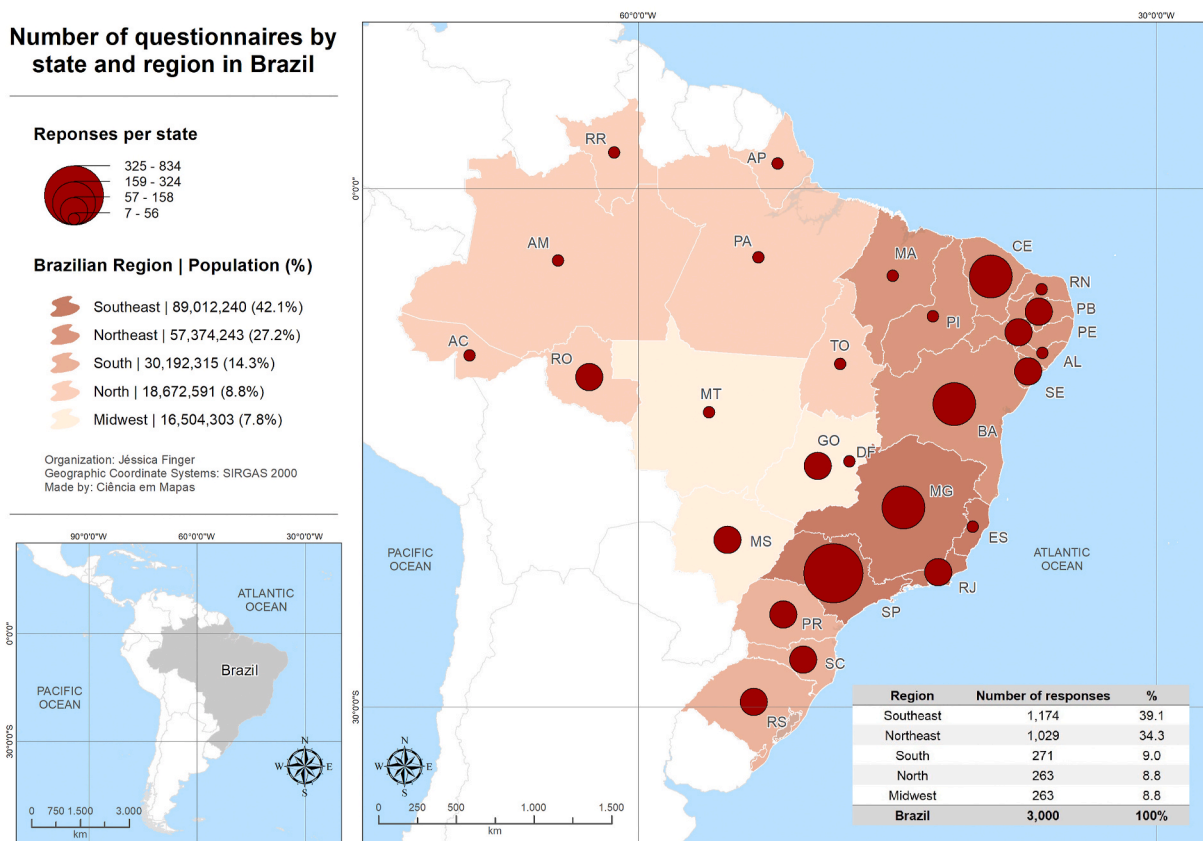 Number of questionnaires by
state and region in Brazil
Reponses per state
325 - 834
159 - 324
57 - 158
7 - 56
Brazilian Region | Population (%)
Southeast | 89,012,240 (42.1%)
Northeast | 57,374,243 (27.2%)
South | 30,192,315 (14.3%)
North | 18,672,591 (8.8%)
Midwest | 16,504,303 (7.8%)
Organization: Jéssica Finger
Geographic Coordinate Systems: SIRGAS 2000
Made by: Ciência em Mapas
90°0'0"W 60°0'0"W 30°0'0"W
ATLANTIC
OCEAN
0°0'0"
Brazil
PACIFIC
OCEAN
30°0'0"S
N
W E
S
0 750 1.500 3.000
km
60°0'0"W 30°0'0"W
RR
AP
0°0'0"
AM
PA
MA
CE
RN
PB
PI
PE
AL
SE
AC
RO
TO
MT
BA
GO
DF
MG
MS
ES
PACIFIC
OCEAN
ATLANTIC
OCEAN
RJ
SP
PR
SC
RS
30°0'0"S
N
W E
S
0 250 500 1.000 1.500
km
Region Number of responses %
Southeast 1,174 39.1
Northeast 1,029 34.3
South 271 9.0
North 263 8.8
Midwest 263 8.8
Brazil 3,000 100%